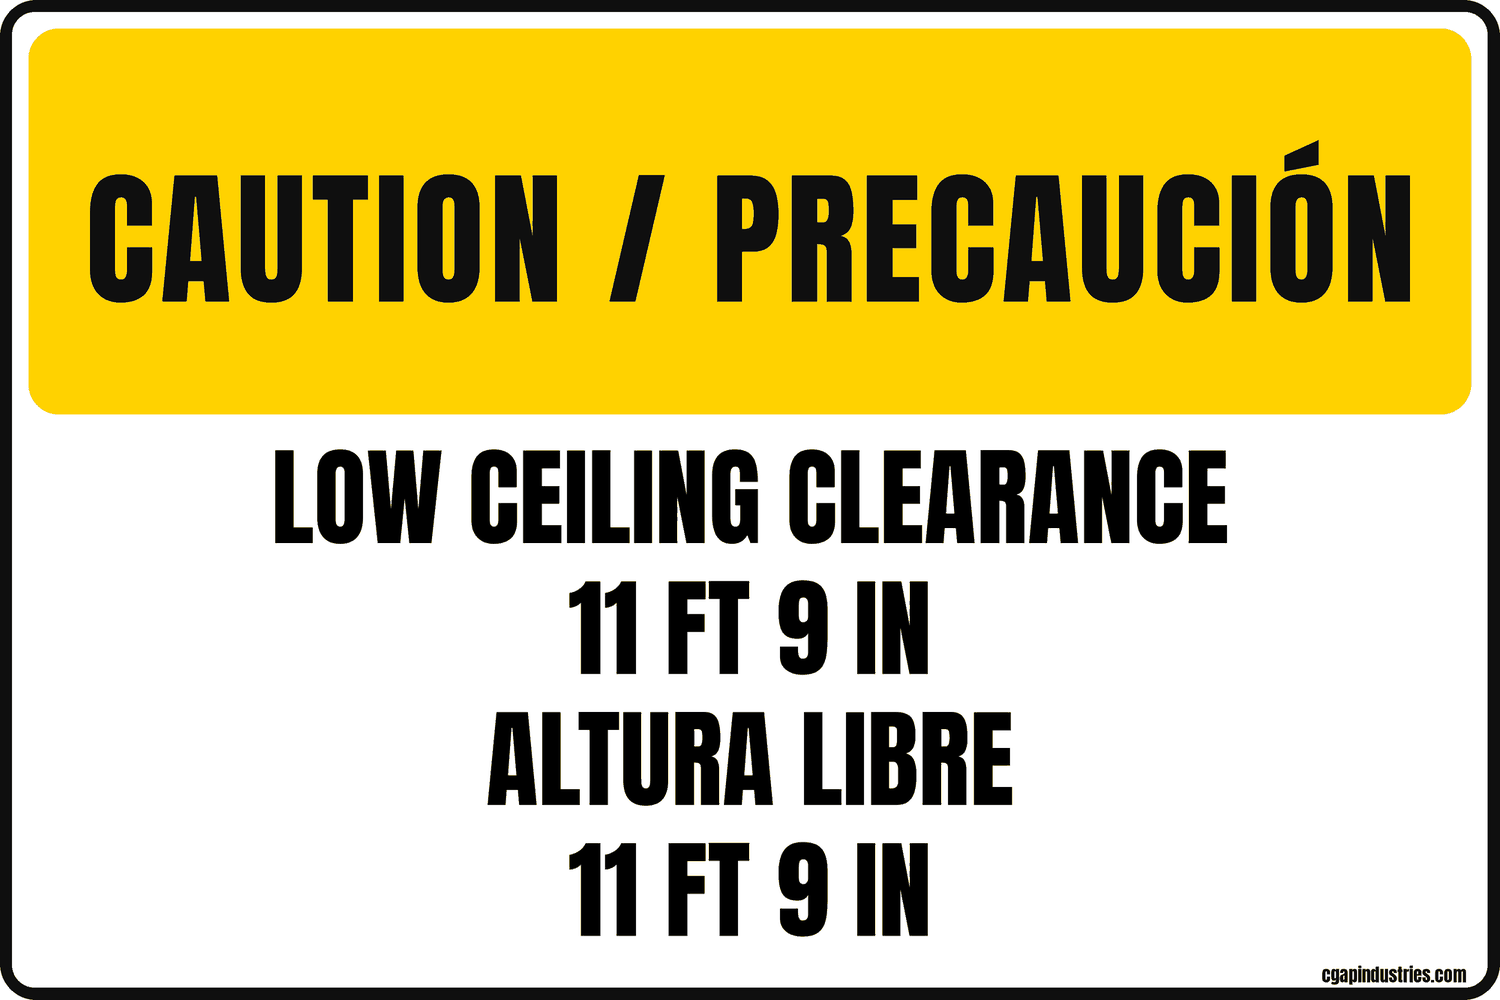 CAUTION / PRECAUCIÓN
LOW CEILING CLEARANCE
11 FT 9 IN
ALTURA LIBRE
11 FT 9 IN
cgapindustries.com